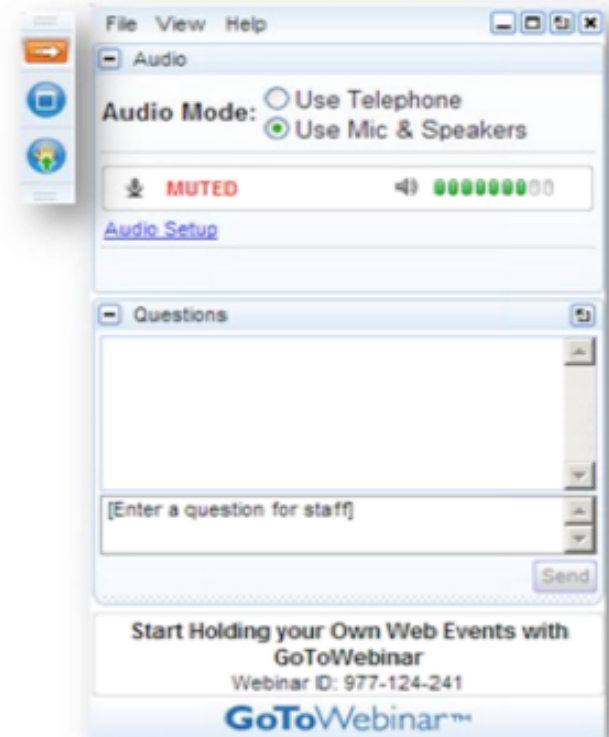 File View Help
Audio
Audio Mode:
Use Telephone
Use Mic & Speakers
MUTED
Audio Setup
Questions
[Enter a question for staff]
Send
Start Holding your Own Web Events with
GoToWebinar
Webinar ID: 977-124-241
GoToWebinar™